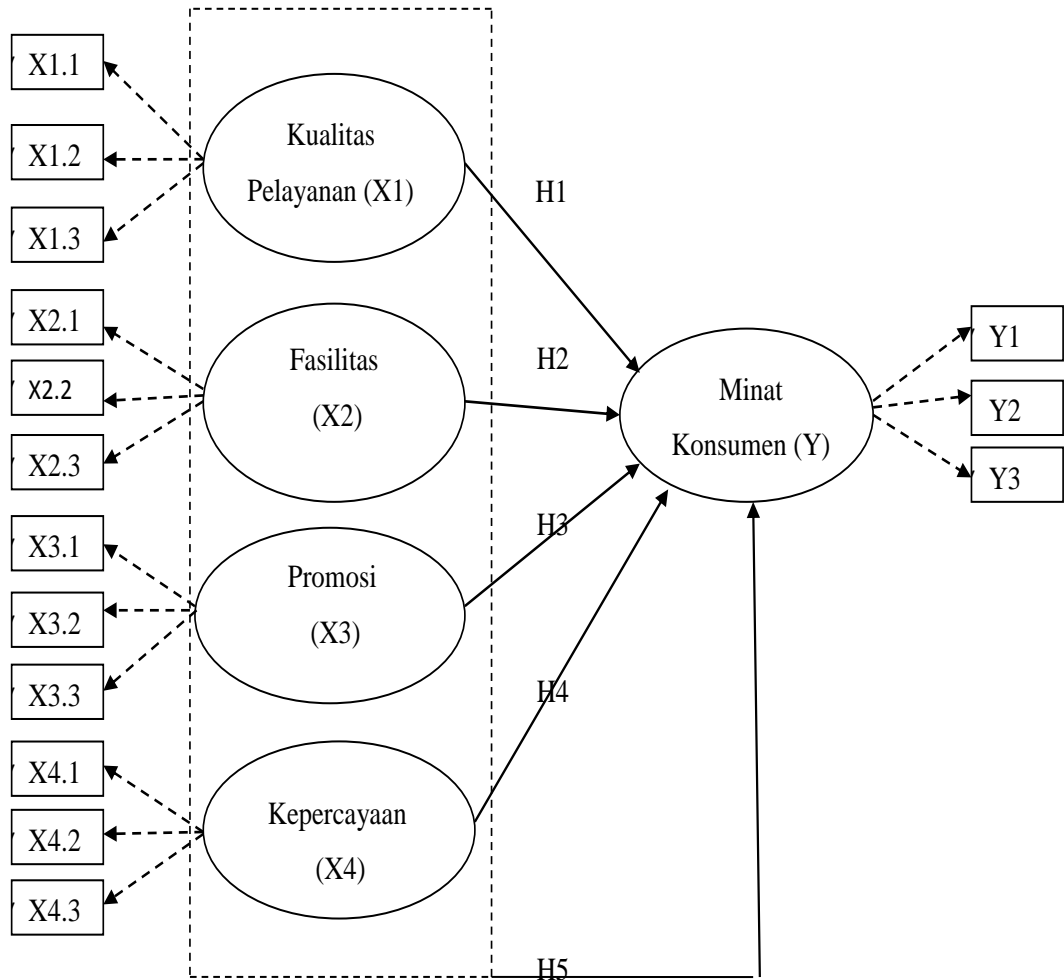 X1.1
X1.2
X1.3
Kualitas
Pelayanan (X1)
H1
X2.1
X2.2
X2.3
Fasilitas
(X2)
H2
X3.1
X3.2
X3.3
Promosi
(X3)
H3
X4.1
X4.2
X4.3
Kepercayaan
(X4)
H4
H5
Minat
Konsumen (Y)
Y1
Y2
Y3